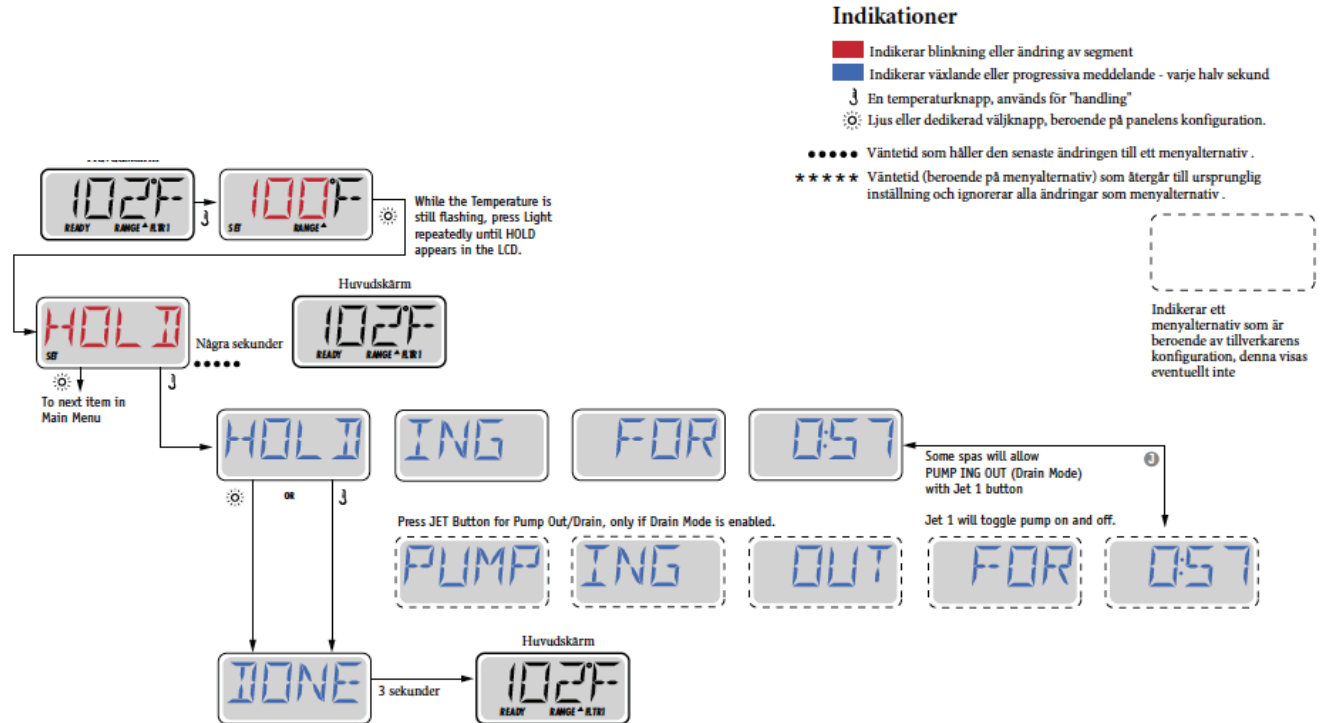 Indikationer
Indikerar blinkning eller ändring av segment
Indikerar växlande eller progressiva meddelande - varje halv sekund
En temperaturknapp, används för "handling"
Ljus eller dedikerad väljknapp, beroende på panelens konfiguration.
••••• Väntetid som håller den senaste ändringen till ett menyalternativ .
***** Väntetid (beroende på menyalternativ) som återgår till ursprunglig
inställning och ignorerar alla ändringar som menyalternativ .
Indikerar ett
menyalternativ som är
beroende av tillverkarens
konfiguration, denna visas
eventuellt inte
102°F
READY RANGE FLTR1
100°F
SET RANGE
While the Temperature is
still flashing, press Light
repeatedly until HOLD
appears in the LCD.
HOLD
SET
Några sekunder
•••••
Huvudskärm
102°F
READY RANGE FLTR1
To next item in
Main Menu
HOLD
ING
FOR
0:57
Some spas will allow
PUMP ING OUT (Drain Mode)
with Jet 1 button
OR
Press JET Button for Pump Out/Drain, only if Drain Mode is enabled.
Jet 1 will toggle pump on and off.
PUMP
ING
OUT
FOR
0:57
DONE
3 sekunder
Huvudskärm
102°F
READY RANGE FLTR1